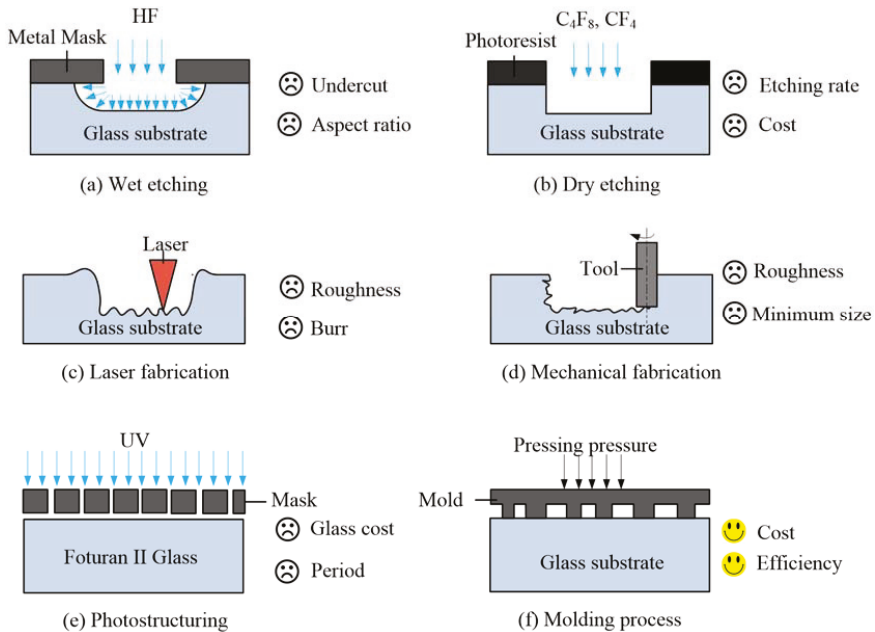 HF
Metal Mask
Undercut
Aspect ratio
Glass substrate
(a) Wet etching
C₄F₈, CF₄
Photoresist
Etching rate
Cost
Glass substrate
(b) Dry etching
Laser
Roughness
Burr
Glass substrate
(c) Laser fabrication
Tool
Roughness
Minimum size
Glass substrate
(d) Mechanical fabrication
UV
Mask
Glass cost
Foturan II Glass
Period
(e) Photostructuring
Pressing pressure
Mold
Cost
Efficiency
Glass substrate
(f) Molding process